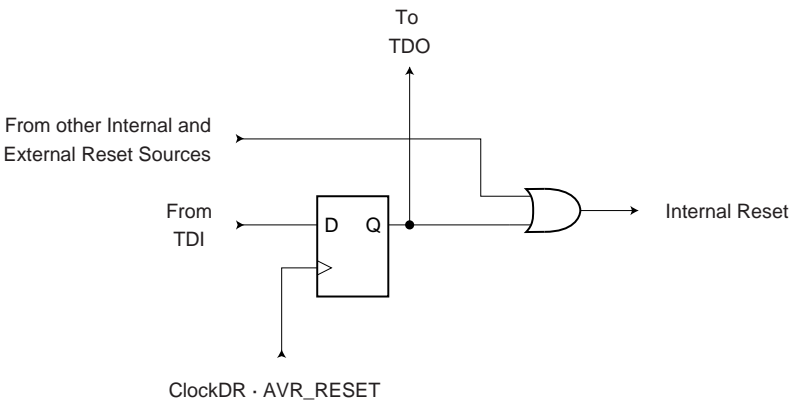 To
TDO
From other Internal and
External Reset Sources
From
TDI
D Q
Internal Reset
ClockDR · AVR_RESET